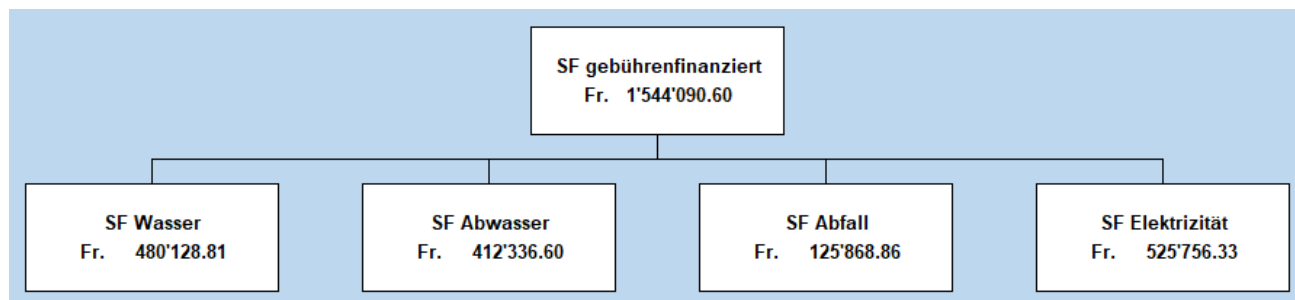 SF gebührenfinanziert
Fr. 1'544'090.60
SF Wasser
Fr. 480'128.81
SF Abwasser
Fr. 412'336.60
SF Abfall
Fr. 125'868.86
SF Elektrizität
Fr. 525'756.33